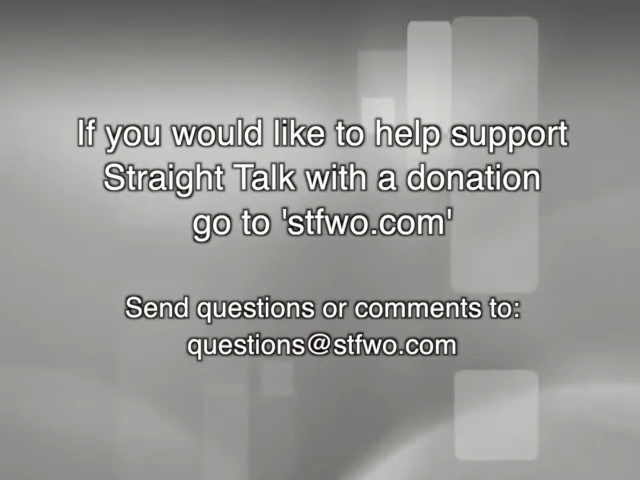 If you would like to help support
Straight Talk with a donation
go to 'stfwo.com'
Send questions or comments to:
questions@stfwo.com